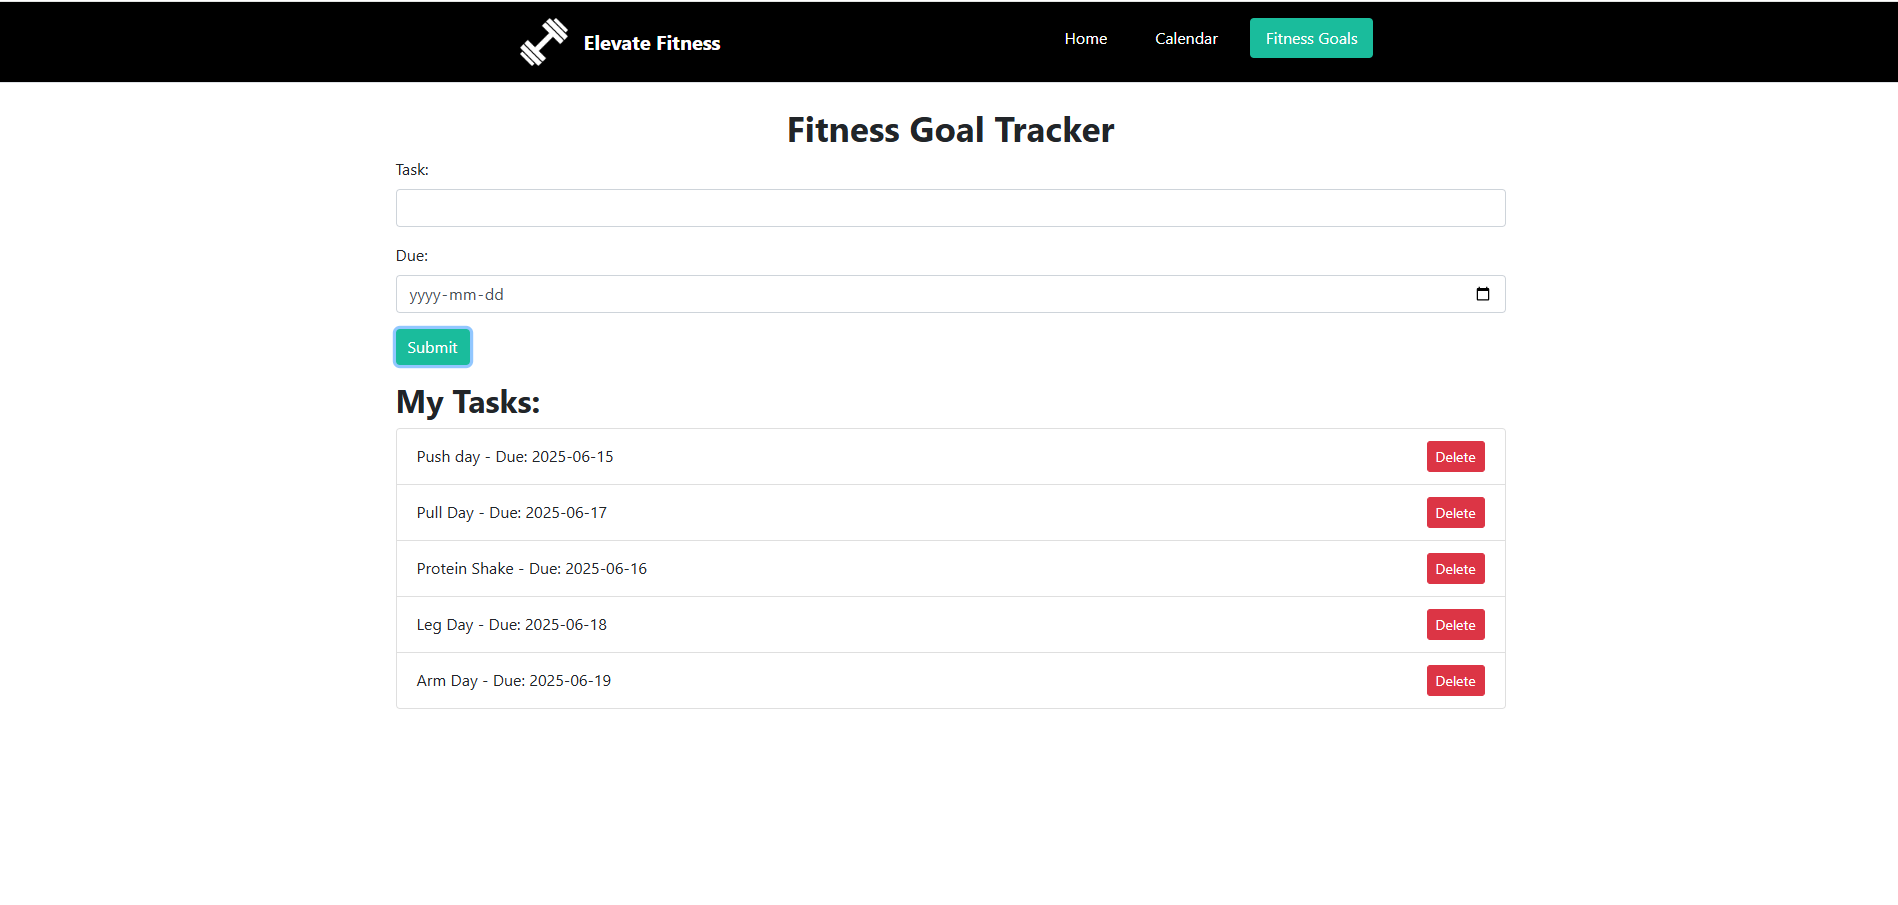 Elevate Fitness
Home Calendar Fitness Goals
Fitness Goal Tracker
Task:
Due:
yyyy-mm-dd
Submit
My Tasks:
Push day - Due: 2025-06-15 Delete
Pull Day - Due: 2025-06-17 Delete
Protein Shake - Due: 2025-06-16 Delete
Leg Day - Due: 2025-06-18 Delete
Arm Day - Due: 2025-06-19 Delete